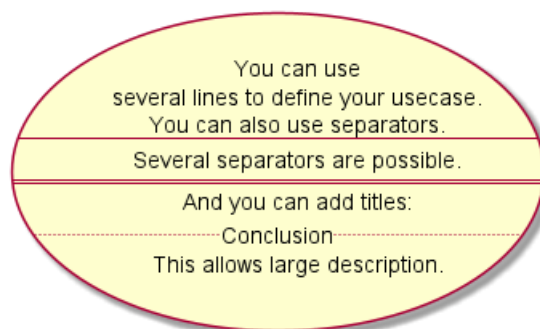 You can use
several lines to define your usecase.
You can also use separators.
Several separators are possible.
And you can add titles:
Conclusion
This allows large description.